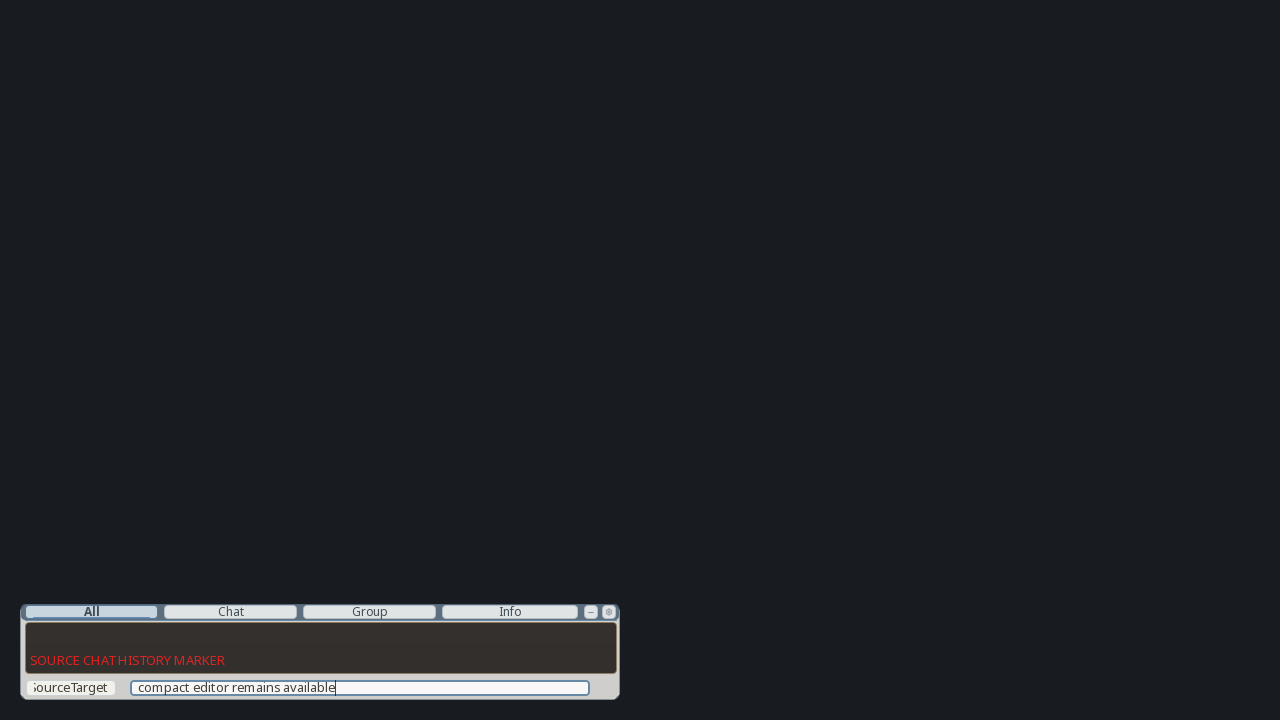 All Chat Group Info
SOURCE CHAT HISTORY MARKER
SourceTarget compact editor remains available